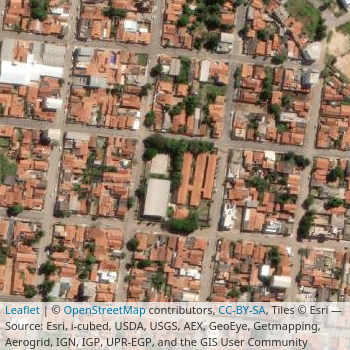 Leaflet | © OpenStreetMap contributors, CC-BY-SA, Tiles © Esri —
Source: Esri, i-cubed, USDA, USGS, AEX, GeoEye, Getmapping,
Aerogrid, IGN, IGP, UPR-EGP, and the GIS User Community